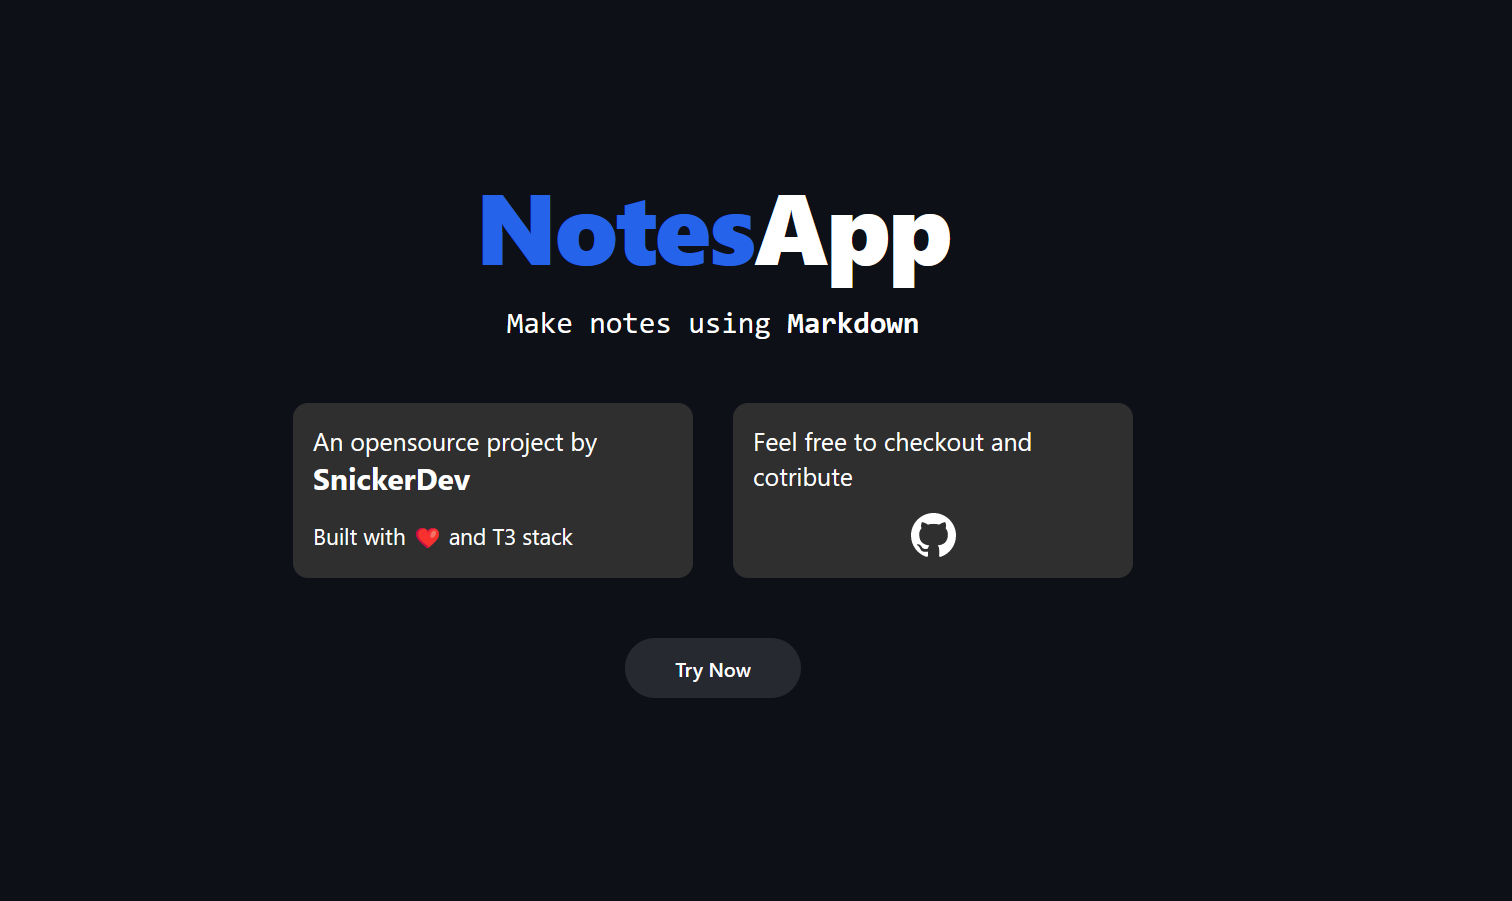 NotesApp
Make notes using Markdown
An opensource project by
SnickerDev
Built with ❤️ and T3 stack
Feel free to checkout and
cotribute
Try Now